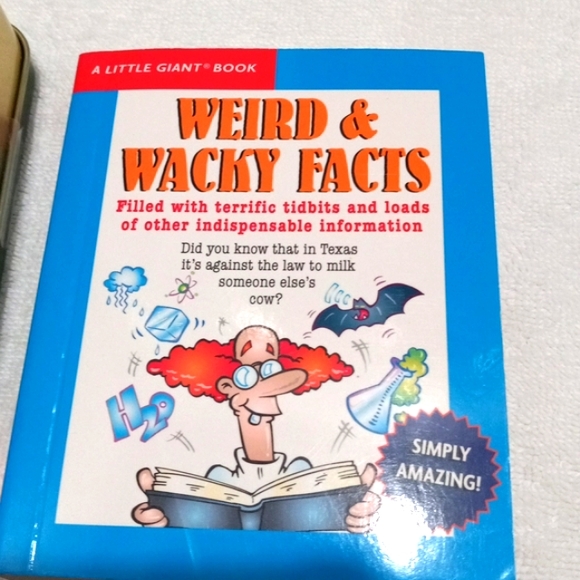 A LITTLE GIANT® BOOK
WEIRD &
WACKY FACTS
Filled with terrific tidbits and loads
of other indispensable information
Did you know that in Texas
it's against the law to milk
someone else's
cow?
H2O
SIMPLY
AMAZING!